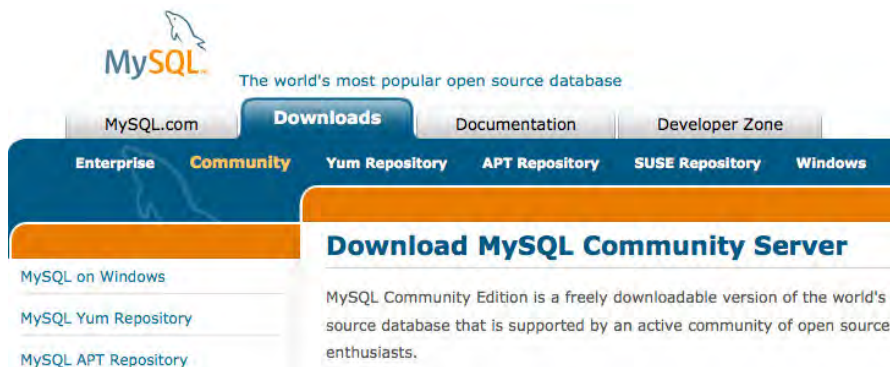 MySQL
The world's most popular open source database
MySQL.com Downloads Documentation Developer Zone
Enterprise Community Yum Repository APT Repository SUSE Repository Windows
Download MySQL Community Server
MySQL on Windows
MySQL Yum Repository
MySQL APT Repository
MySQL Community Edition is a freely downloadable version of the world's
source database that is supported by an active community of open source
enthusiasts.